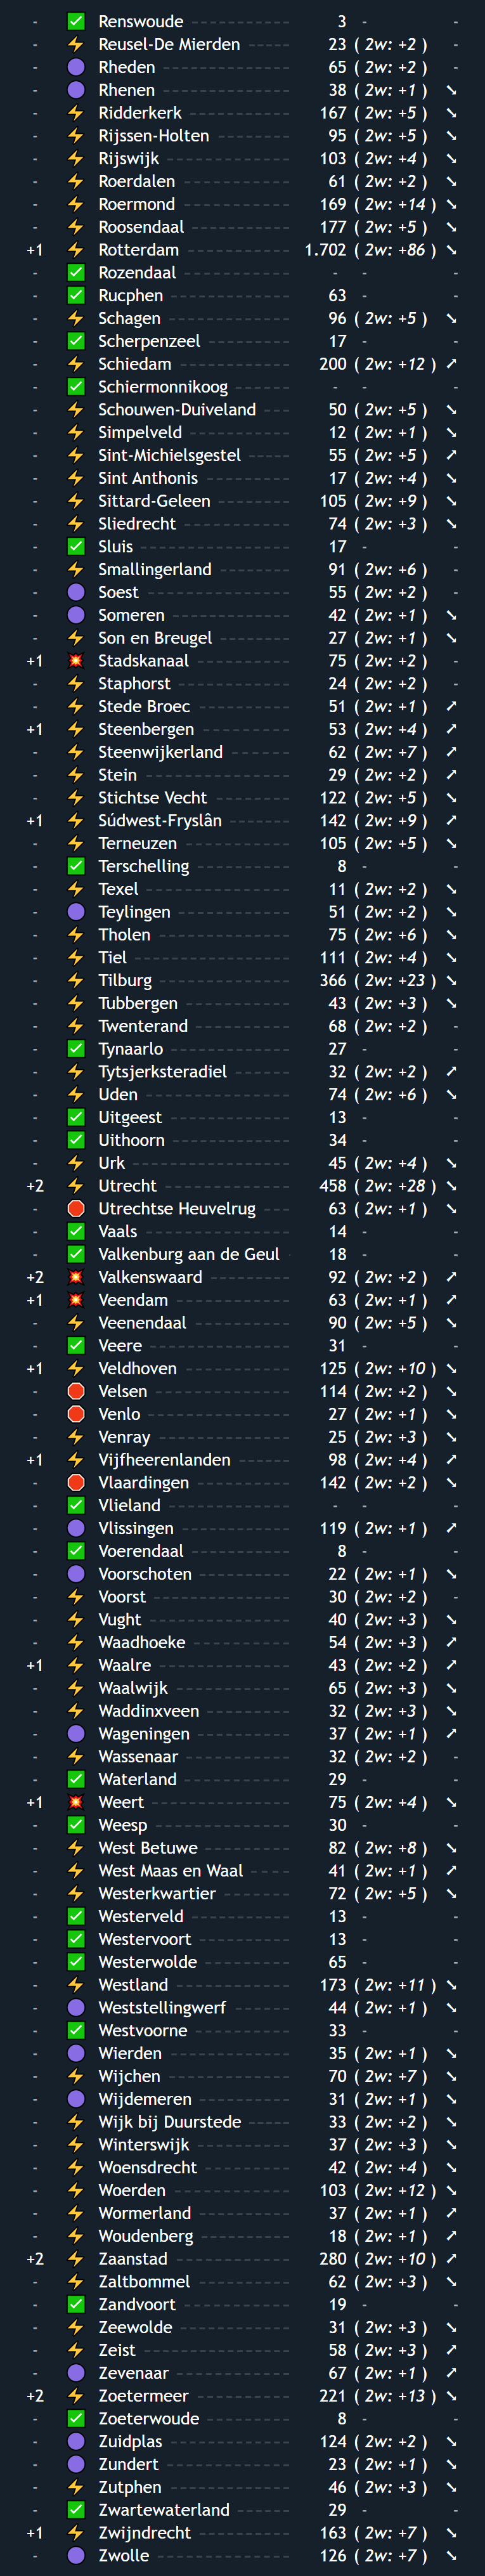 - ✅ Renswoude ------------ 3 - -
- ⚡ Reusel-De Mierden ------ 23 ( 2w: +2 ) -
- 🟣 Rheden ---------------- 65 ( 2w: +2 ) -
- 🟣 Rhenen ---------------- 38 ( 2w: +1 ) ↘
- ⚡ Ridderkerk ------------ 167 ( 2w: +5 ) ↘
- ⚡ Rijssen-Holten --------- 95 ( 2w: +5 ) ↘
- ⚡ Rijswijk --------------- 103 ( 2w: +4 ) ↘
- ⚡ Roerdalen ------------- 61 ( 2w: +2 ) ↘
- ⚡ Roermond ------------- 169 ( 2w: +14 ) ↘
- ⚡ Roosendaal ----------- 177 ( 2w: +5 ) ↘
+1 ⚡ Rotterdam ------------ 1.702 ( 2w: +86 ) ↘
- ✅ Rozendaal ------------- - - -
- ✅ Rucphen --------------- 63 - -
- ⚡ Schagen --------------- 96 ( 2w: +5 ) ↘
- ✅ Scherpenzeel ---------- 17 - -
- ⚡ Schiedam -------------- 200 ( 2w: +12 ) ↗
- ✅ Schiermonnikoog ------- - - -
- ⚡ Schouwen-Duiveland ---- 50 ( 2w: +5 ) ↘
- ⚡ Simpelveld ------------ 12 ( 2w: +1 ) ↘
- ⚡ Sint-Michielsgestel ------ 55 ( 2w: +5 ) ↗
- ⚡ Sint Anthonis ---------- 17 ( 2w: +4 ) ↘
- ⚡ Sittard-Geleen --------- 105 ( 2w: +9 ) ↘
- ⚡ Sliedrecht ------------- 74 ( 2w: +3 ) ↘
- ✅ Sluis ------------------ 17 - -
- ⚡ Smallingerland --------- 91 ( 2w: +6 ) -
- 🟣 Soest ------------------ 55 ( 2w: +2 ) -
- 🟣 Someren --------------- 42 ( 2w: +1 ) ↘
- ⚡ Son en Breugel --------- 27 ( 2w: +1 ) ↘
+1 💥 Stadskanaal ----------- 75 ( 2w: +2 ) -
- ⚡ Staphorst ------------- 24 ( 2w: +2 ) -
- ⚡ Stede Broec ----------- 51 ( 2w: +1 ) ↗
+1 ⚡ Steenbergen ----------- 53 ( 2w: +4 ) ↗
- ⚡ Steenwijkerland -------- 62 ( 2w: +7 ) ↗
- ⚡ Stein ------------------ 29 ( 2w: +2 ) ↗
- ⚡ Stichtse Vecht --------- 122 ( 2w: +5 ) ↘
+1 ⚡ Súdwest-Fryslân -------- 142 ( 2w: +9 ) ↗
- ⚡ Terneuzen ------------- 105 ( 2w: +5 ) ↘
- ✅ Terschelling ----------- 8 - -
- ⚡ Texel ------------------ 11 ( 2w: +2 ) ↘
- 🟣 Teylingen ------------- 51 ( 2w: +2 ) ↘
- ⚡ Tholen ---------------- 75 ( 2w: +6 ) ↘
- ⚡ Tiel ------------------- 111 ( 2w: +4 ) ↘
- ⚡ Tilburg ---------------- 366 ( 2w: +23 ) ↘
- ⚡ Tubbergen ------------- 43 ( 2w: +3 ) ↘
- ⚡ Twenterand ------------ 68 ( 2w: +2 ) -
- ✅ Tynaarlo -------------- 27 - -
- ⚡ Tytsjerksteradiel ------- 32 ( 2w: +2 ) ↗
- ⚡ Uden ------------------ 74 ( 2w: +6 ) ↘
- ✅ Uitgeest --------------- 13 - -
- ✅ Uithoorn -------------- 34 - -
- ⚡ Urk ------------------- 45 ( 2w: +4 ) ↘
+2 ⚡ Utrecht --------------- 458 ( 2w: +28 ) ↘
- 🛑 Utrechtse Heuvelrug ---- 63 ( 2w: +1 ) ↘
- ✅ Vaals ------------------ 14 - -
- ✅ Valkenburg aan de Geul - 18 - -
+2 💥 Valkenswaard ---------- 92 ( 2w: +2 ) ↗
+1 💥 Veendam -------------- 63 ( 2w: +1 ) ↗
- ⚡ Veenendaal ------------ 90 ( 2w: +5 ) ↘
- ✅ Veere ----------------- 31 - -
+1 ⚡ Veldhoven ------------- 125 ( 2w: +10 ) ↘
- 🛑 Velsen ---------------- 114 ( 2w: +2 ) ↘
- 🛑 Venlo ----------------- 27 ( 2w: +1 ) ↘
- ⚡ Venray ---------------- 25 ( 2w: +3 ) ↘
+1 ⚡ Vijfheerenlanden ------- 98 ( 2w: +4 ) ↗
- 🛑 Vlaardingen ----------- 142 ( 2w: +2 ) ↘
- ✅ Vlieland --------------- - - -
- 🟣 Vlissingen ------------- 119 ( 2w: +1 ) ↗
- ✅ Voerendaal ------------ 8 - -
- 🟣 Voorschoten ----------- 22 ( 2w: +1 ) ↘
- ⚡ Voorst ---------------- 30 ( 2w: +2 ) -
- ⚡ Vught ----------------- 40 ( 2w: +3 ) ↘
- ⚡ Waadhoeke ------------ 54 ( 2w: +3 ) ↗
+1 ⚡ Waalre ---------------- 43 ( 2w: +2 ) ↗
- ⚡ Waalwijk -------------- 65 ( 2w: +3 ) ↘
- ⚡ Waddinxveen ---------- 32 ( 2w: +3 ) ↘
- 🟣 Wageningen ----------- 37 ( 2w: +1 ) ↗
- ⚡ Wassenaar ------------ 32 ( 2w: +2 ) -
- ✅ Waterland ------------- 29 - -
+1 💥 Weert ----------------- 75 ( 2w: +4 ) ↘
- ✅ Weesp ---------------- 30 - -
- ⚡ West Betuwe ---------- 82 ( 2w: +8 ) ↘
- ⚡ West Maas en Waal ----- 41 ( 2w: +1 ) ↗
- ⚡ Westerkwartier -------- 72 ( 2w: +5 ) ↘
- ✅ Westerveld ------------ 13 - -
- ✅ Westervoort ----------- 13 - -
- ✅ Westerwolde ---------- 65 - -
- ⚡ Westland -------------- 173 ( 2w: +11 ) ↘
- 🟣 Weststellingwerf ------- 44 ( 2w: +1 ) ↘
- ✅ Westvoorne ----------- 33 - -
- 🟣 Wierden -------------- 35 ( 2w: +1 ) ↘
- ⚡ Wijchen --------------- 70 ( 2w: +7 ) ↘
- 🟣 Wijdemeren ----------- 31 ( 2w: +1 ) ↘
- ⚡ Wijk bij Duurstede ----- 33 ( 2w: +2 ) ↘
- ⚡ Winterswijk ----------- 37 ( 2w: +3 ) ↘
- ⚡ Woensdrecht ---------- 42 ( 2w: +4 ) ↘
- ⚡ Woerden -------------- 103 ( 2w: +12 ) ↘
- ⚡ Wormerland ----------- 37 ( 2w: +1 ) ↗
- ⚡ Woudenberg ----------- 18 ( 2w: +1 ) ↗
+2 ⚡ Zaanstad -------------- 280 ( 2w: +10 ) ↗
- ⚡ Zaltbommel ----------- 62 ( 2w: +3 ) ↘
- ✅ Zandvoort ------------- 19 - -
- ⚡ Zeewolde ------------- 31 ( 2w: +3 ) ↘
- ⚡ Zeist ------------------ 58 ( 2w: +3 ) ↗
- 🟣 Zevenaar -------------- 67 ( 2w: +1 ) ↗
+2 ⚡ Zoetermeer ----------- 221 ( 2w: +13 ) ↘
- ✅ Zoeterwoude ---------- 8 - -
- 🟣 Zuidplas -------------- 124 ( 2w: +2 ) ↘
- 🟣 Zundert --------------- 23 ( 2w: +1 ) ↘
- ⚡ Zutphen --------------- 46 ( 2w: +3 ) ↘
- ✅ Zwartewaterland ------- 29 - -
+1 ⚡ Zwijndrecht ----------- 163 ( 2w: +7 ) ↘
- 🟣 Zwolle ---------------- 126 ( 2w: +7 ) ↘